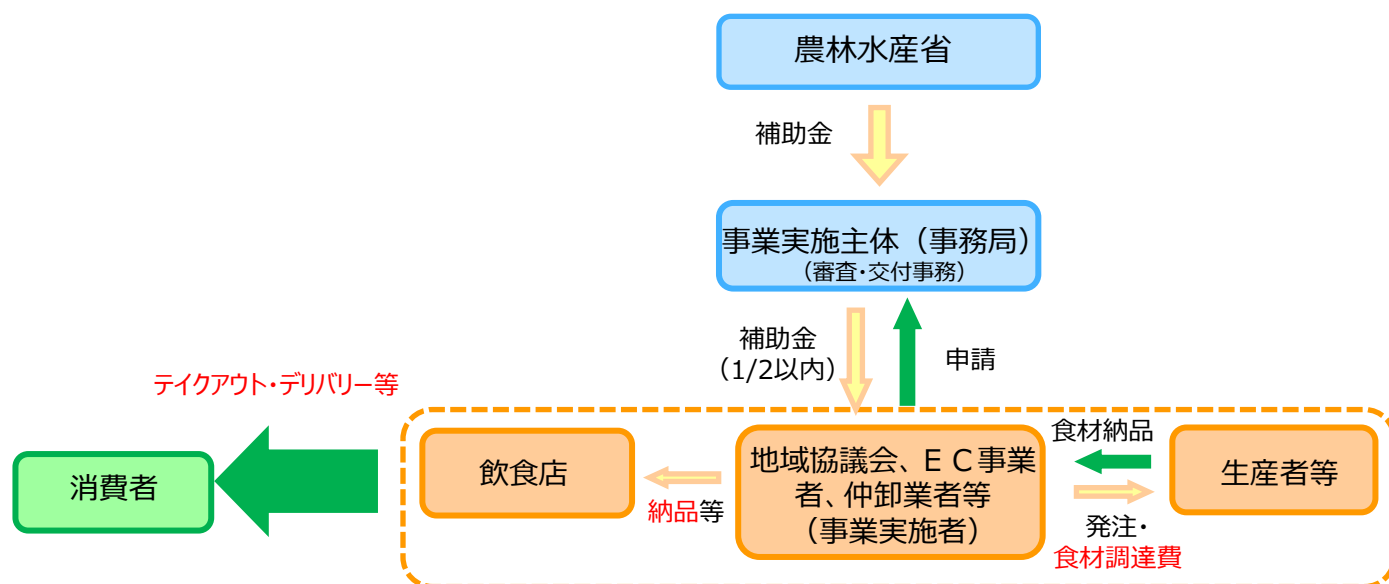 農林水産省
補助金
事業実施主体（事務局）
（審査・交付事務）
補助金
（1/2以内）
申請
テイクアウト・デリバリー等
消費者
飲食店
納品等
地域協議会、ＥＣ事業
者、仲卸業者等
（事業実施者）
食材納品
発注・
食材調達費
生産者等